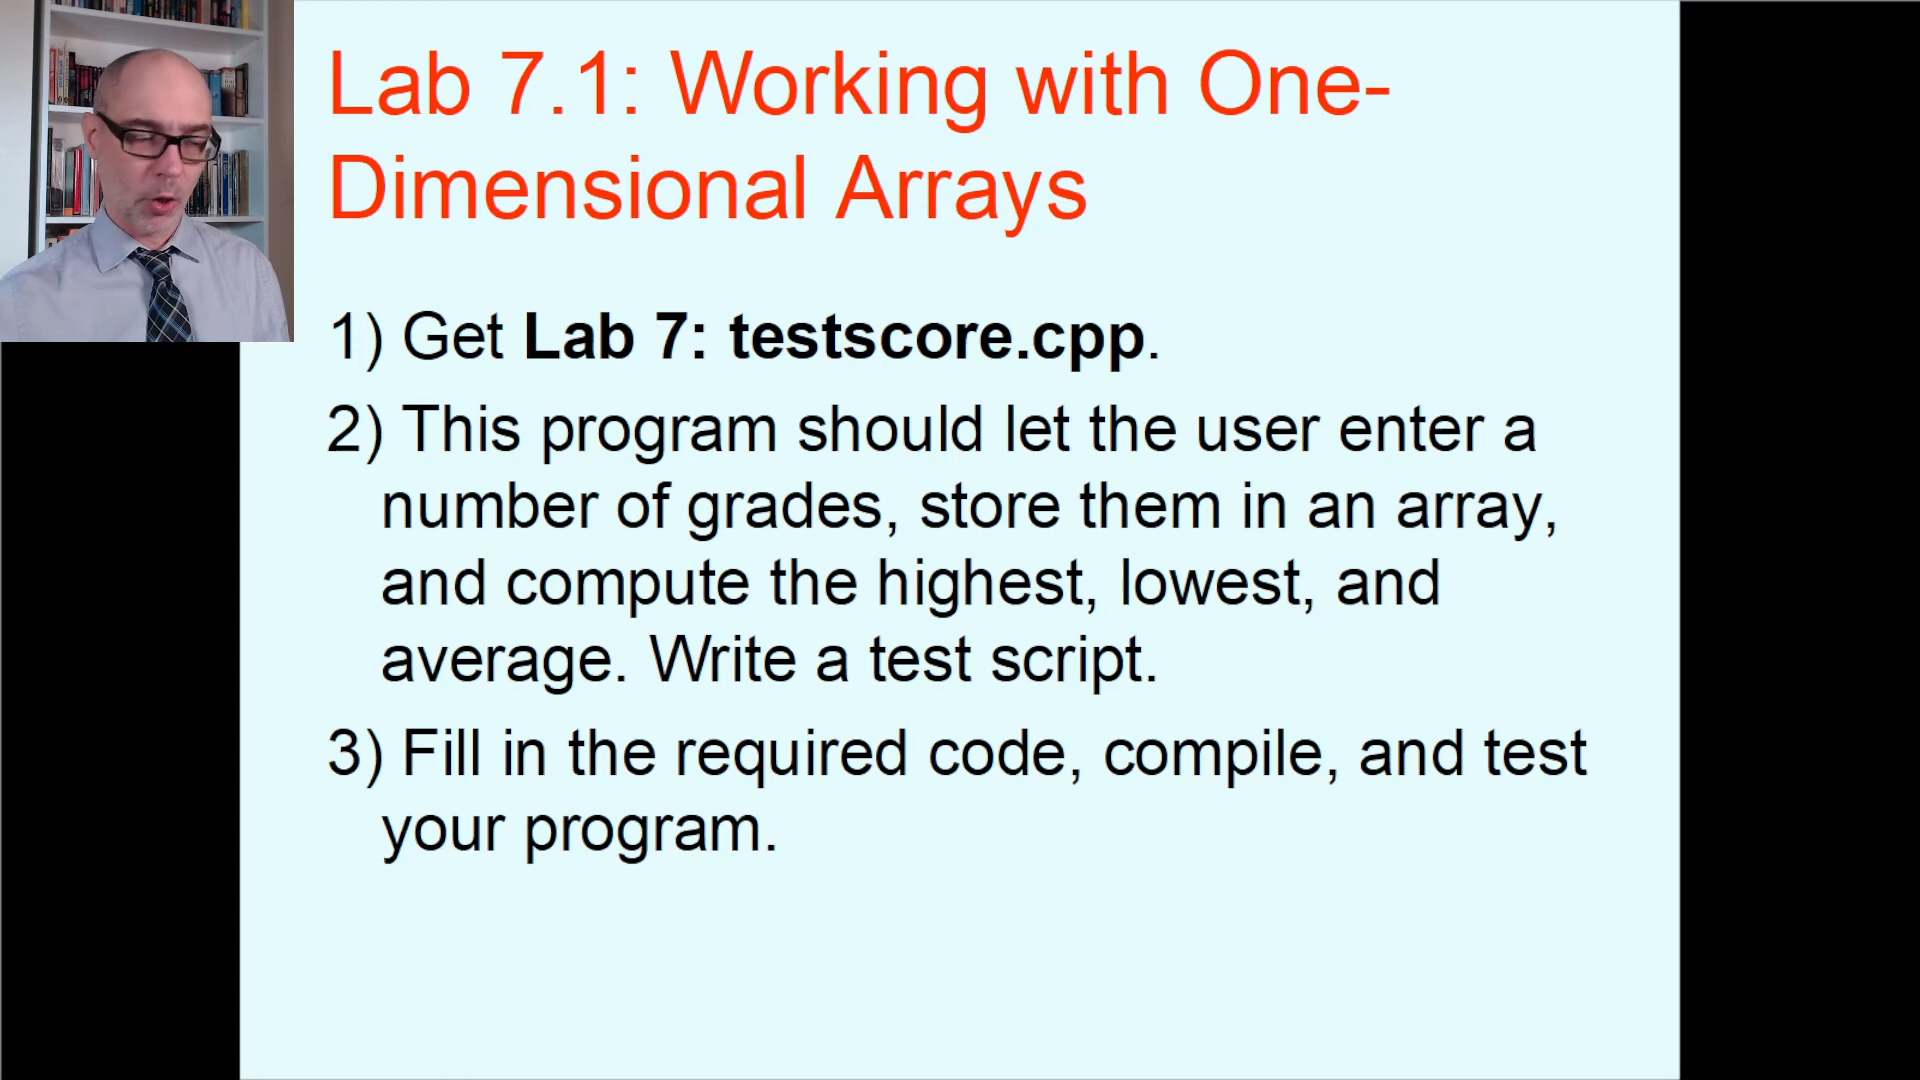 Lab 7.1: Working with One-
Dimensional Arrays
1) Get Lab 7: testscore.cpp.
2) This program should let the user enter a
number of grades, store them in an array,
and compute the highest, lowest, and
average. Write a test script.
3) Fill in the required code, compile, and test
your program.